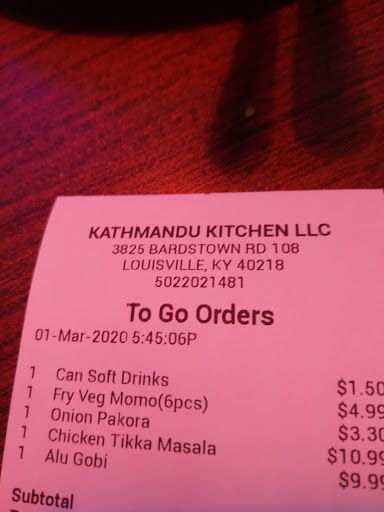 KATHMANDU KITCHEN LLC
3825 BARDSTOWN RD 108
LOUISVILLE, KY 40218
5022021481
To Go Orders
01-Mar-2020 5:45:06P
1 Can Soft Drinks $1.50
1 Fry Veg Momo(6pcs) $4.99
1 Onion Pakora $3.30
1 Chicken Tikka Masala $10.99
1 Alu Gobi $9.99
Subtotal